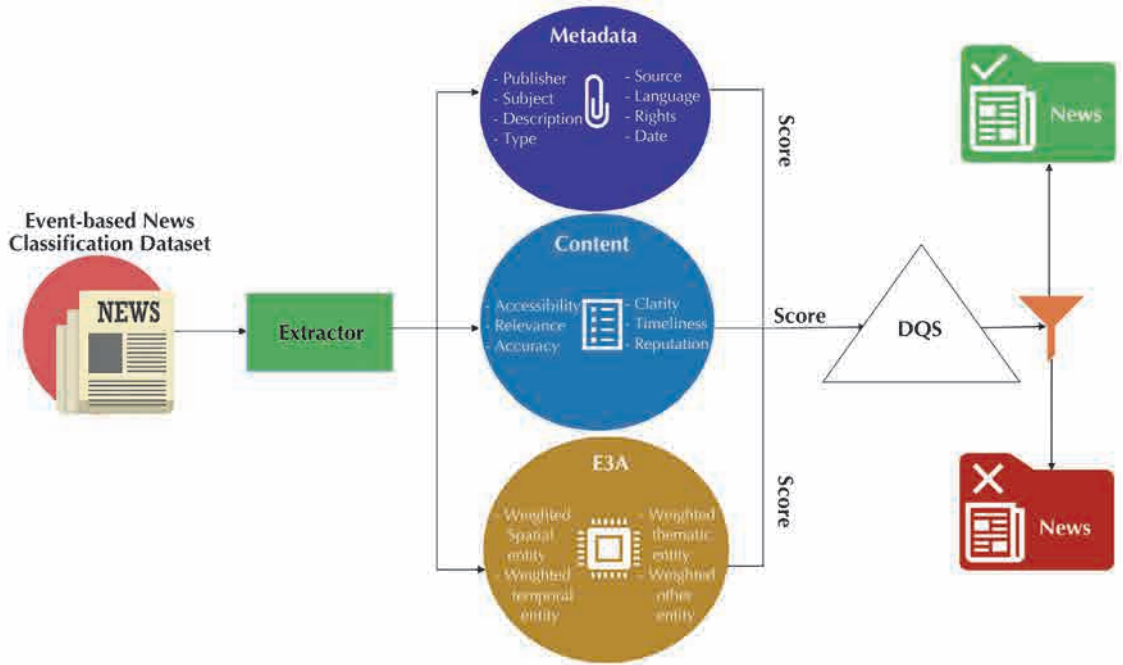 Event-based News
Classification Dataset
NEWS
Extractor
Metadata
- Publisher
- Subject
- Description
- Type
- Source
- Language
- Rights
- Date
Score
Content
- Accessibility
- Relevance
- Accuracy
- Clarity
- Timeliness
- Reputation
Score
E3A
- Weighted
Spatial
entity
- Weighted
temporal
entity
- Weighted
thematic
entity
- Weighted
other
entity
Score
DQS
News
News